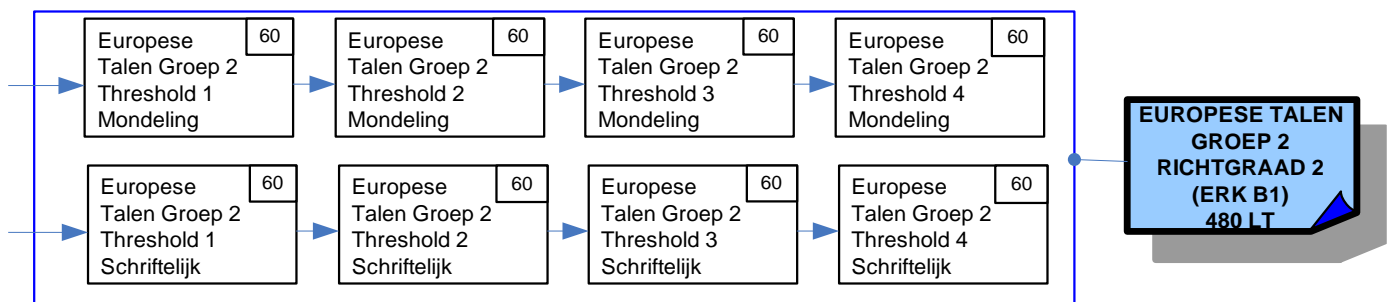 Europese
60
Talen Groep 2
Threshold 1
Mondeling
Europese
60
Talen Groep 2
Threshold 2
Mondeling
Europese
60
Talen Groep 2
Threshold 3
Mondeling
Europese
60
Talen Groep 2
Threshold 4
Mondeling
Europese
60
Talen Groep 2
Threshold 1
Schriftelijk
Europese
60
Talen Groep 2
Threshold 2
Schriftelijk
Europese
60
Talen Groep 2
Threshold 3
Schriftelijk
Europese
60
Talen Groep 2
Threshold 4
Schriftelijk
EUROPESE TALEN
GROEP 2
RICHTGRAAD 2
(ERK B1)
480 LT